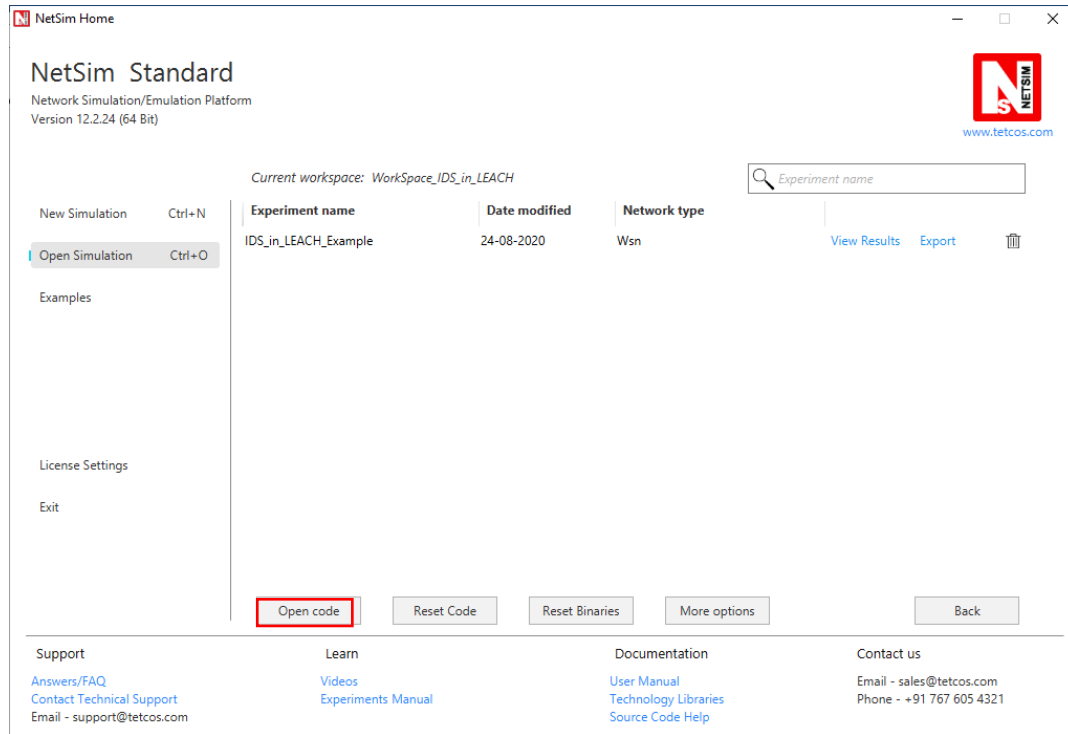 NetSim Home
NetSim Standard
Network Simulation/Emulation Platform
Version 12.2.24 (64 Bit)
Ns NETSIM
www.tetcos.com
Current workspace: WorkSpace_IDS_in_LEACH
Experiment name
New Simulation Ctrl+N
Experiment name Date modified Network type
IDS_in_LEACH_Example 24-08-2020 Wsn View Results Export
Open Simulation Ctrl+O
Examples
License Settings
Exit
Open code Reset Code Reset Binaries More options Back
Support Learn Documentation Contact us
Answers/FAQ Videos User Manual Email - sales@tetcos.com
Contact Technical Support Experiments Manual Technology Libraries Phone - +91 767 605 4321
Email - support@tetcos.com Source Code Help